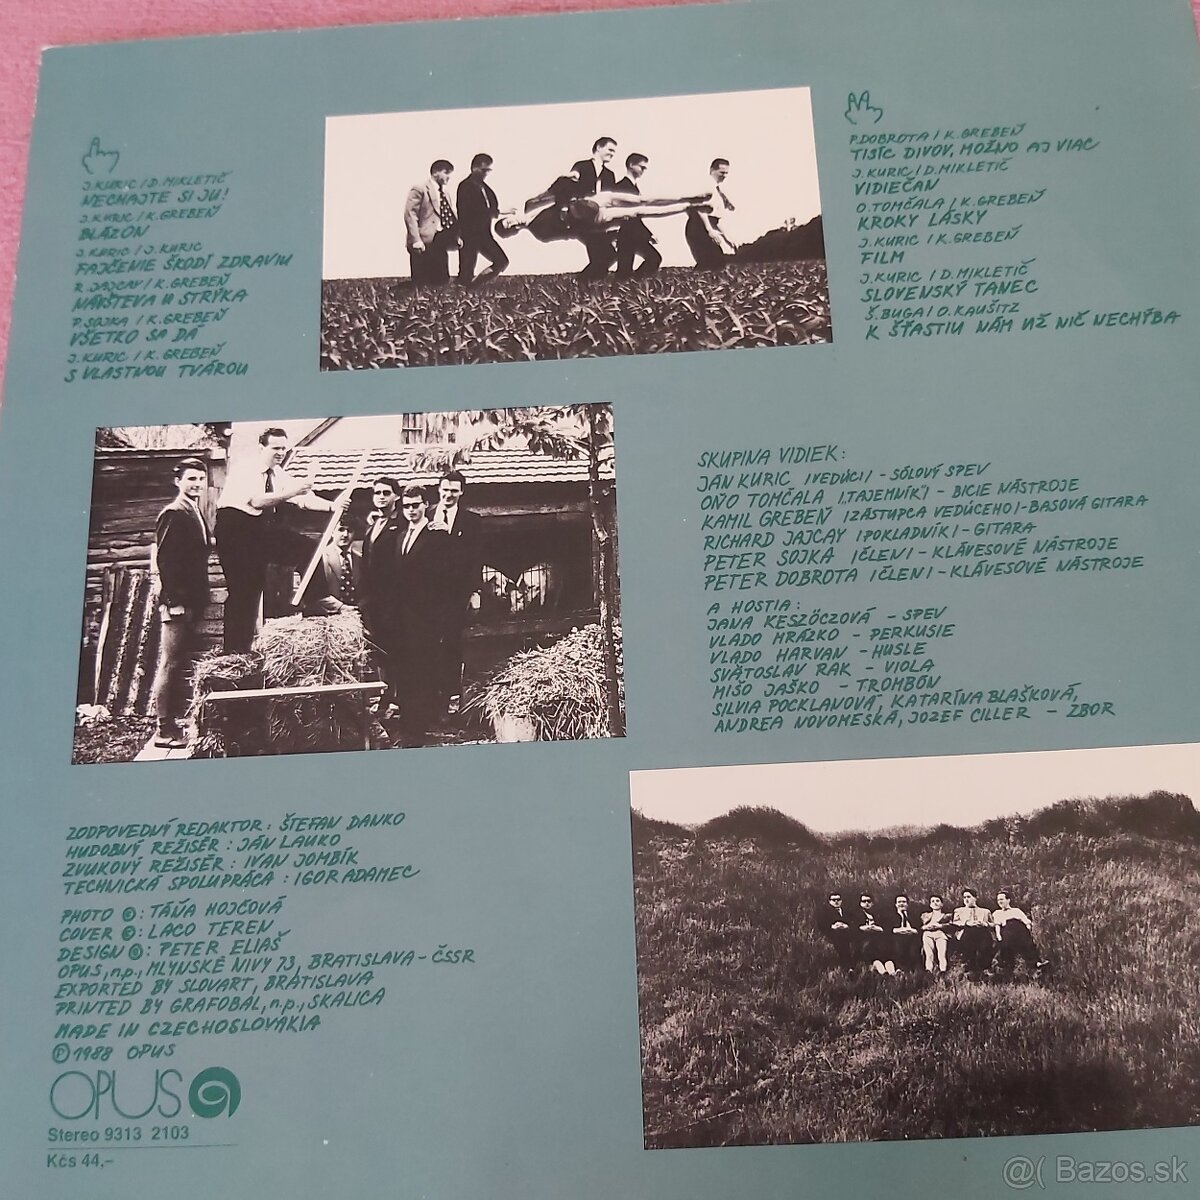 J. KURIC / D. MIKLETIČ
NECHAJTE SI JU!
J. KURIC / K. GREBEŇ
BLÁZON
J. KURIC / J. KURIC
FAJČENIE ŠKODÍ ZDRAVIU
R. JAJCAY / K. GREBEŇ
NÁVŠTEVA U STRÝKA
P. SOJKA / K. GREBEŇ
VŠETKO SA DÁ
J. KURIC / K. GREBEŇ
S VLASTNOU TVÁROU
P. DOBROTA / K. GREBEŇ
TISÍC DIVOV, MOŽNO AJ VIAC
J. KURIC / D. MIKLETIČ
VIDIEČAN
O. TOMČALA / K. GREBEŇ
KROKY LÁSKY
J. KURIC / K. GREBEŇ
FILM
J. KURIC / D. MIKLETIČ
SLOVENSKÝ TANEC
Š. BUGA / O. KAUŠITZ
K ŠŤASTIU NÁM UŽ NIČ NECHÝBA
SKUPINA VIDIEK:
JAN KURIC /VEDÚCI/ - SÓLOVÝ SPEV
OŇO TOMČALA /TAJEMNÍK/ - BICIE NÁSTROJE
KAMIL GREBEŇ /ZÁSTUPCA VEDÚCEHO/ - BASOVÁ GITARA
RICHARD JAJCAY /POKLADNÍK/ - GITARA
PETER SOJKA /ČLEN/ - KLÁVESOVÉ NÁSTROJE
PETER DOBROTA /ČLEN/ - KLÁVESOVÉ NÁSTROJE
A HOSTIA:
JANA KESZÖCZOVÁ - SPEV
VLADO HRÁZKO - PERKUSIE
VLADO HARVAN - HUSLE
SVÄTOSLAV RAK - VIOLA
MIŠO JAŠKO - TROMBÓN
SILVIA POCKLANOVÁ, KATARÍNA BLAŠKOVÁ,
ANDREA NOVOMESKÁ, JOZEF CILLER - ZBOR
ZODPOVEDNÝ REDAKTOR: ŠTEFAN DANKO
HUDOBNÝ REŽISÉR: JÁN LAUKO
ZVUKOVÝ REŽISÉR: IVAN JOMBÍK
TECHNICKÁ SPOLUPRÁCA: IGOR ADAMEC
PHOTO : TÁŇA HOJČOVÁ
COVER : LACO TEREN
DESIGN : PETER ELIAŠ
OPUS, n.p., MLYNSKÉ NIVY 73, BRATISLAVA - ČSSR
EXPORTED BY SLOVART, BRATISLAVA
PRINTED BY GRAFOBAL, n.p., SKALICA
MADE IN CZECHOSLOVAKIA
Ⓟ 1988 OPUS
OPUS
Stereo 9313 2103
Kčs 44,-
@( Bazos.sk